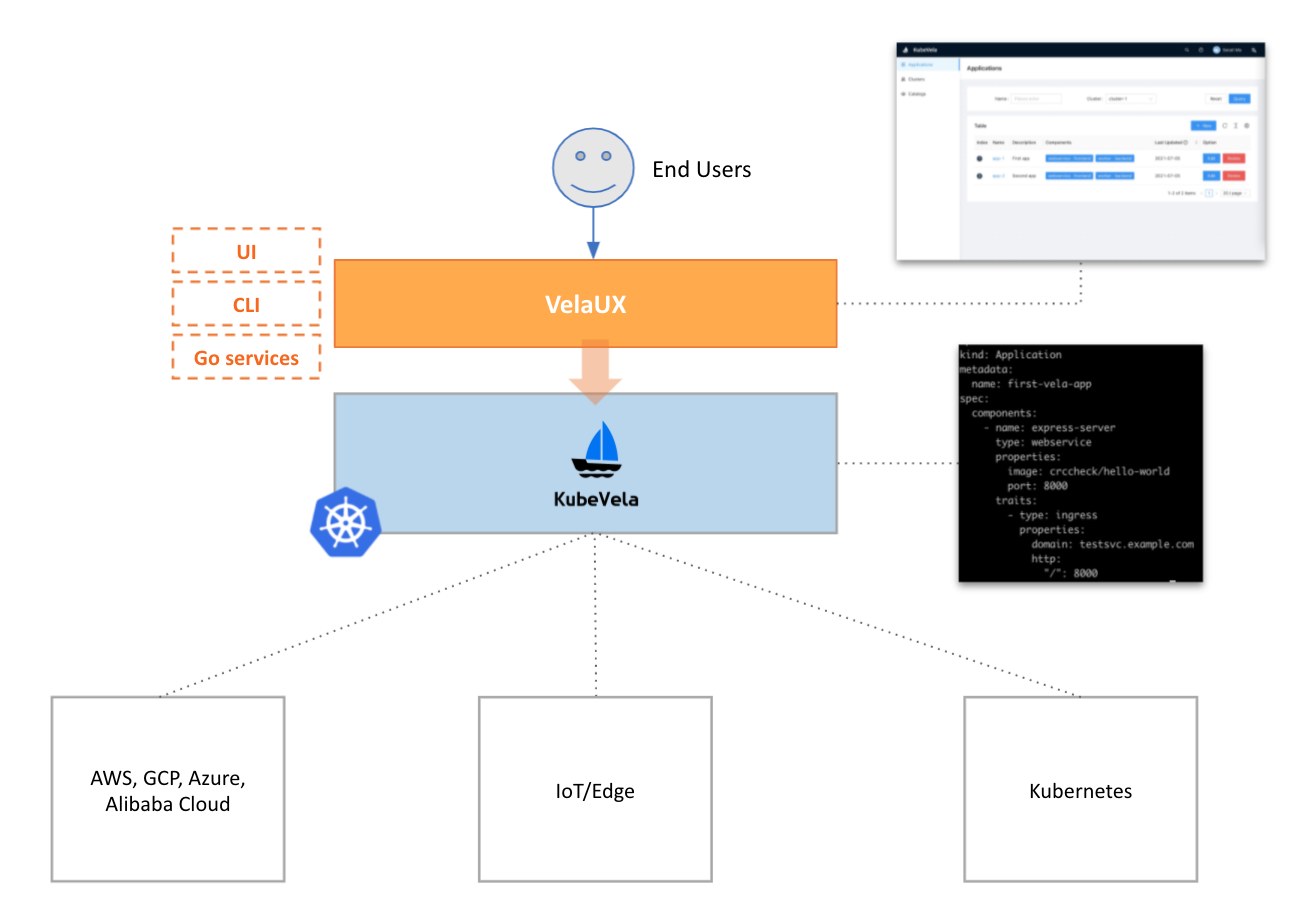 KubeVela
Applications
Clusters
Catalogs
Applications
Name
Cluster
cluster-1
Reset
Query
Table
New
Index Name Description Components Last Updated Option
app-1 First app 2021-07-05 Edit Delete
app-2 Second app 2021-07-05 Edit Delete
1-2 of 2 items 1
End Users
UI
CLI
Go services
VelaUX
KubeVela
kind: Application
metadata:
name: first-vela-app
spec:
components:
- name: express-server
type: webservice
properties:
image: crccheck/hello-world
port: 8000
traits:
- type: ingress
properties:
domain: testsvc.example.com
http:
"/": 8000
AWS, GCP, Azure,
Alibaba Cloud
IoT/Edge
Kubernetes